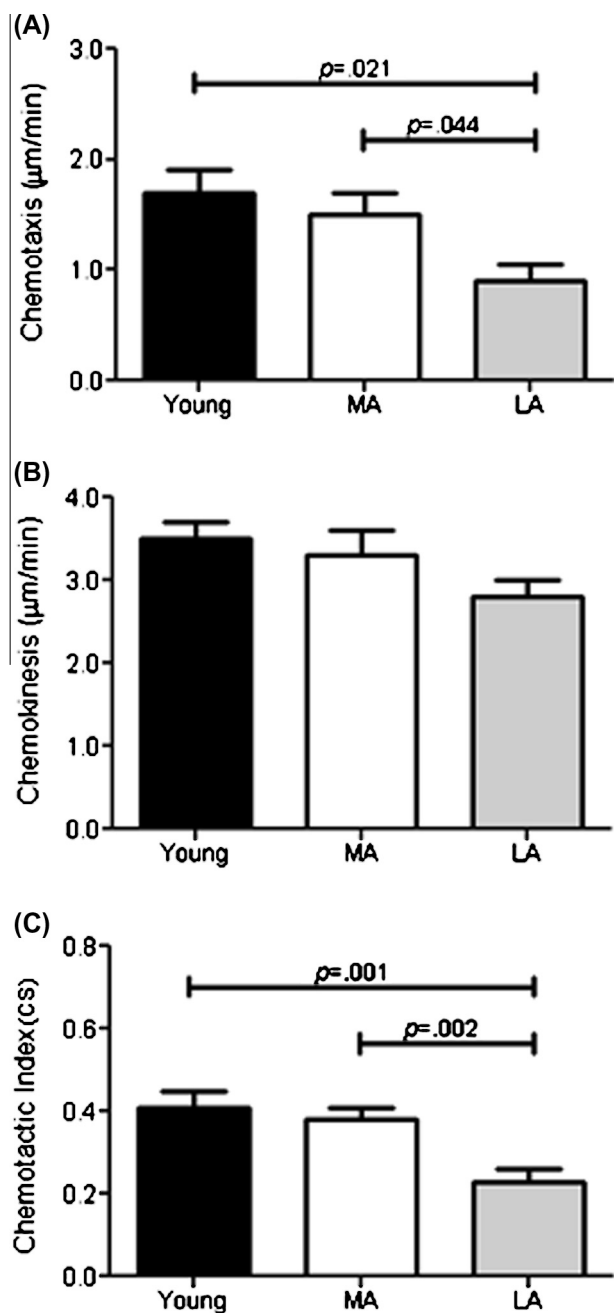 (A)
Chemotaxis (μm/min)
3.0
2.0
1.0
0.0
p=.021
p=.044
Young MA LA
(B)
Chemokinesis (μm/min)
4.0
3.0
2.0
1.0
0.0
Young MA LA
(C)
Chemotactic Index(cs)
0.8
0.6
0.4
0.2
0.0
p=.001
p=.002
Young MA LA